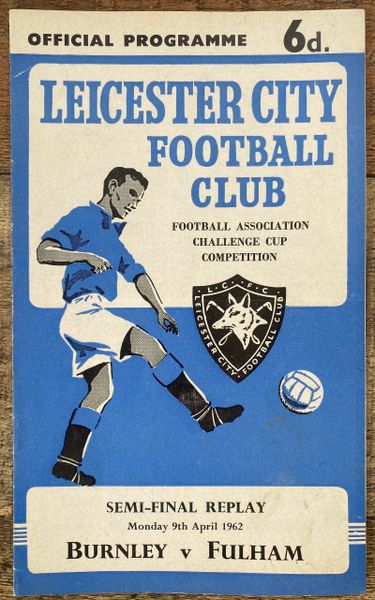 OFFICIAL PROGRAMME 6d.
LEICESTER CITY
FOOTBALL
CLUB
FOOTBALL ASSOCIATION
CHALLENGE CUP
COMPETITION
L.C.F.C.
LEICESTER CITY FOOTBALL CLUB
SEMI-FINAL REPLAY
Monday 9th April 1962
BURNLEY v FULHAM